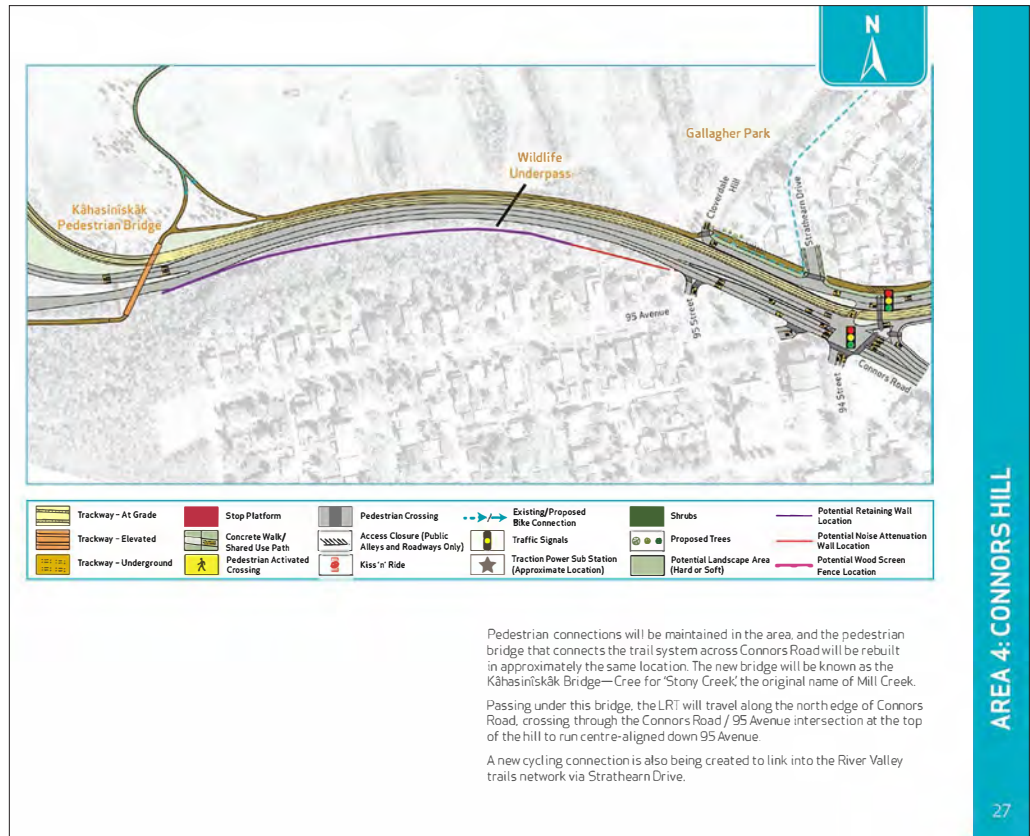 N
Gallagher Park
Wildlife
Underpass
Cloverdale
Hill
Strathearn Drive
Kâhasinîskâk
Pedestrian Bridge
95 Avenue
95 Street
94 Street
Connors Road
Trackway – At Grade
Trackway – Elevated
Trackway – Underground
Stop Platform
Concrete Walk/
Shared Use Path
Pedestrian Activated
Crossing
Pedestrian Crossing
Access Closure (Public
Alleys and Roadways Only)
Kiss 'n' Ride
Existing/Proposed
Bike Connection
Traffic Signals
Traction Power Sub Station
(Approximate Location)
Shrubs
Proposed Trees
Potential Landscape Area
(Hard or Soft)
Potential Retaining Wall
Location
Potential Noise Attenuation
Wall Location
Potential Wood Screen
Fence Location
Pedestrian connections will be maintained in the area, and the pedestrian
bridge that connects the trail system across Connors Road will be rebuilt
in approximately the same location. The new bridge will be known as the
Kâhasinîskâk Bridge—Cree for 'Stony Creek,' the original name of Mill Creek.
Passing under this bridge, the LRT will travel along the north edge of Connors
Road, crossing through the Connors Road / 95 Avenue intersection at the top
of the hill to run centre-aligned down 95 Avenue.
A new cycling connection is also being created to link into the River Valley
trails network via Strathearn Drive.
AREA 4: CONNORS HILL
27